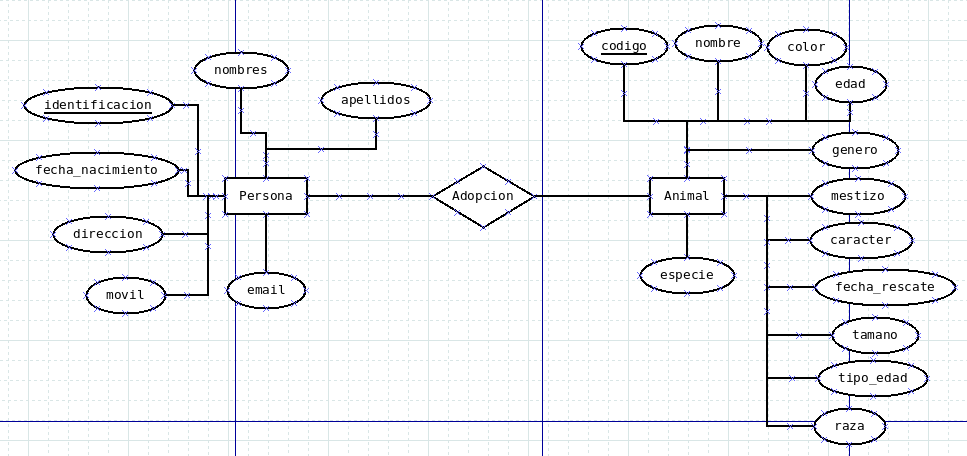 codigo
nombre
color
nombres
edad
apellidos
identificacion
genero
fecha_nacimiento
Persona
Adopcion
Animal
mestizo
direccion
caracter
especie
email
movil
fecha_rescate
tamano
tipo_edad
raza